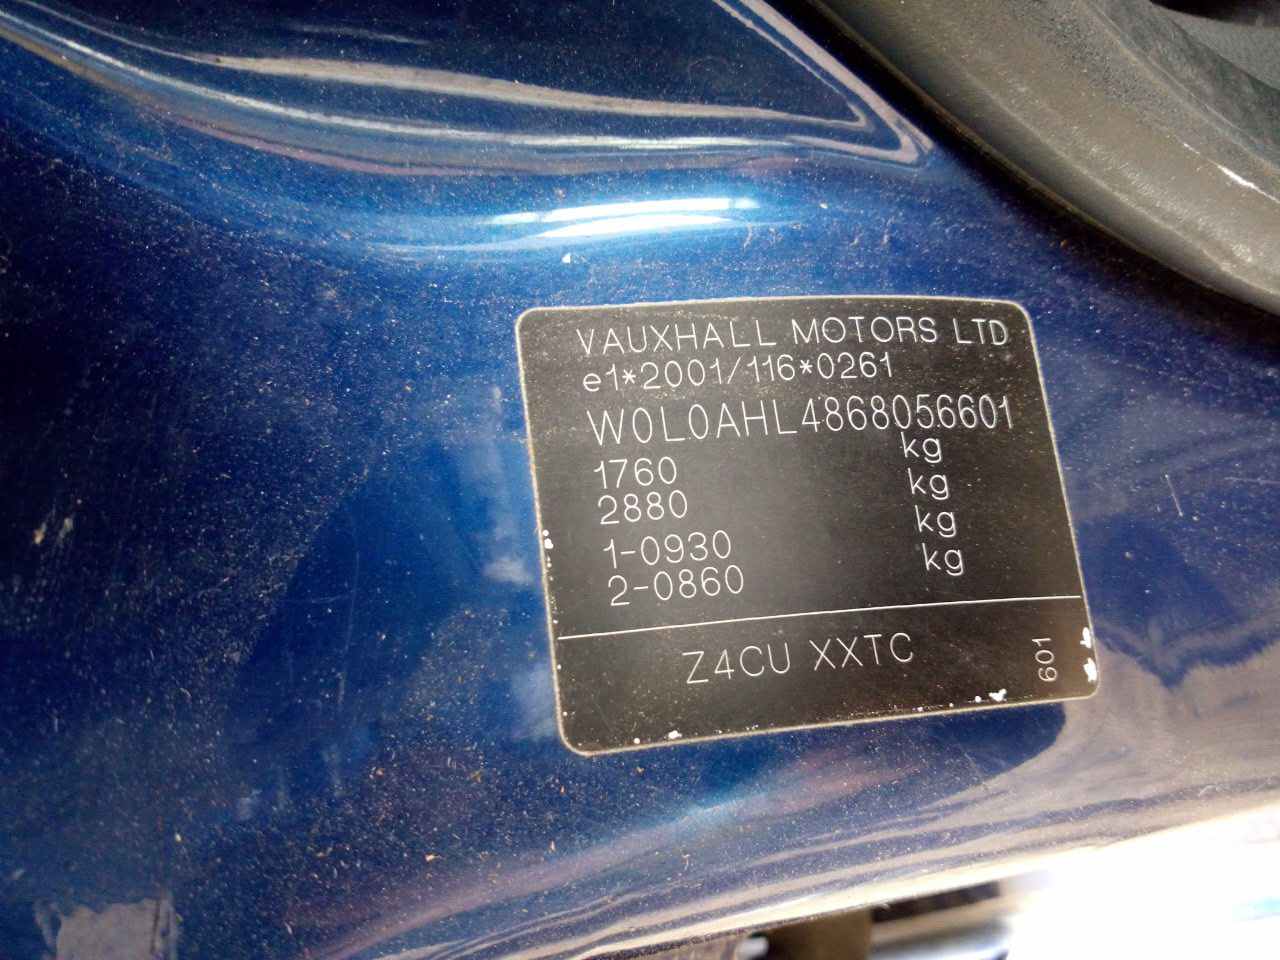 VAUXHALL MOTORS LTD
e1*2001/116*0261
W0L0AHL4868056601
1760 kg
2880 kg
1-0930 kg
2-0860 kg
Z4CU XXTC
601